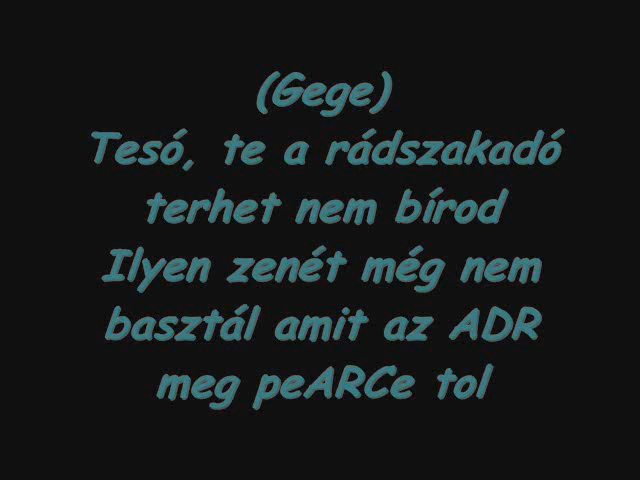 (Gege)
Tesó, te a rádszakadó
terhet nem bírod
Ilyen zenét még nem
basztál amit az ADR
meg peARCe tol